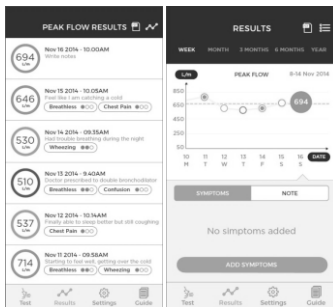 PEAK FLOW RESULTS
694
L/M
Nov 16 2014 - 10.00AM
Write notes
646
L/M
Nov 15 2014 - 10.05AM
Feel like I am catching a cold
Breathless
Chest Pain
530
L/M
Nov 14 2014 - 09:35AM
Had trouble breathing during the night
Wheezing
510
L/M
Nov 13 2014 - 9:40AM
Doctor prescribed to double bronchodilator
Breathless
Confusion
537
L/M
Nov 12 2014 - 10.14AM
Finally able to sleep better but still coughing
Chest Pain
714
L/M
Nov 11 2014 - 09.58AM
Starting to feel well, getting over the cold
Breathless
Wheezing
Test
Results
Settings
Guide
RESULTS
WEEK MONTH 3 MONTHS 6 MONTHS YEAR
L/M PEAK FLOW 9-14 Nov 2014
850
650
450
250
50
694
10 11 12 13 14 15 16 DATE
M T W T F S S
SYMPTOMS NOTE
No symptoms added
ADD SYMPTOMS
Test
Results
Settings
Guide